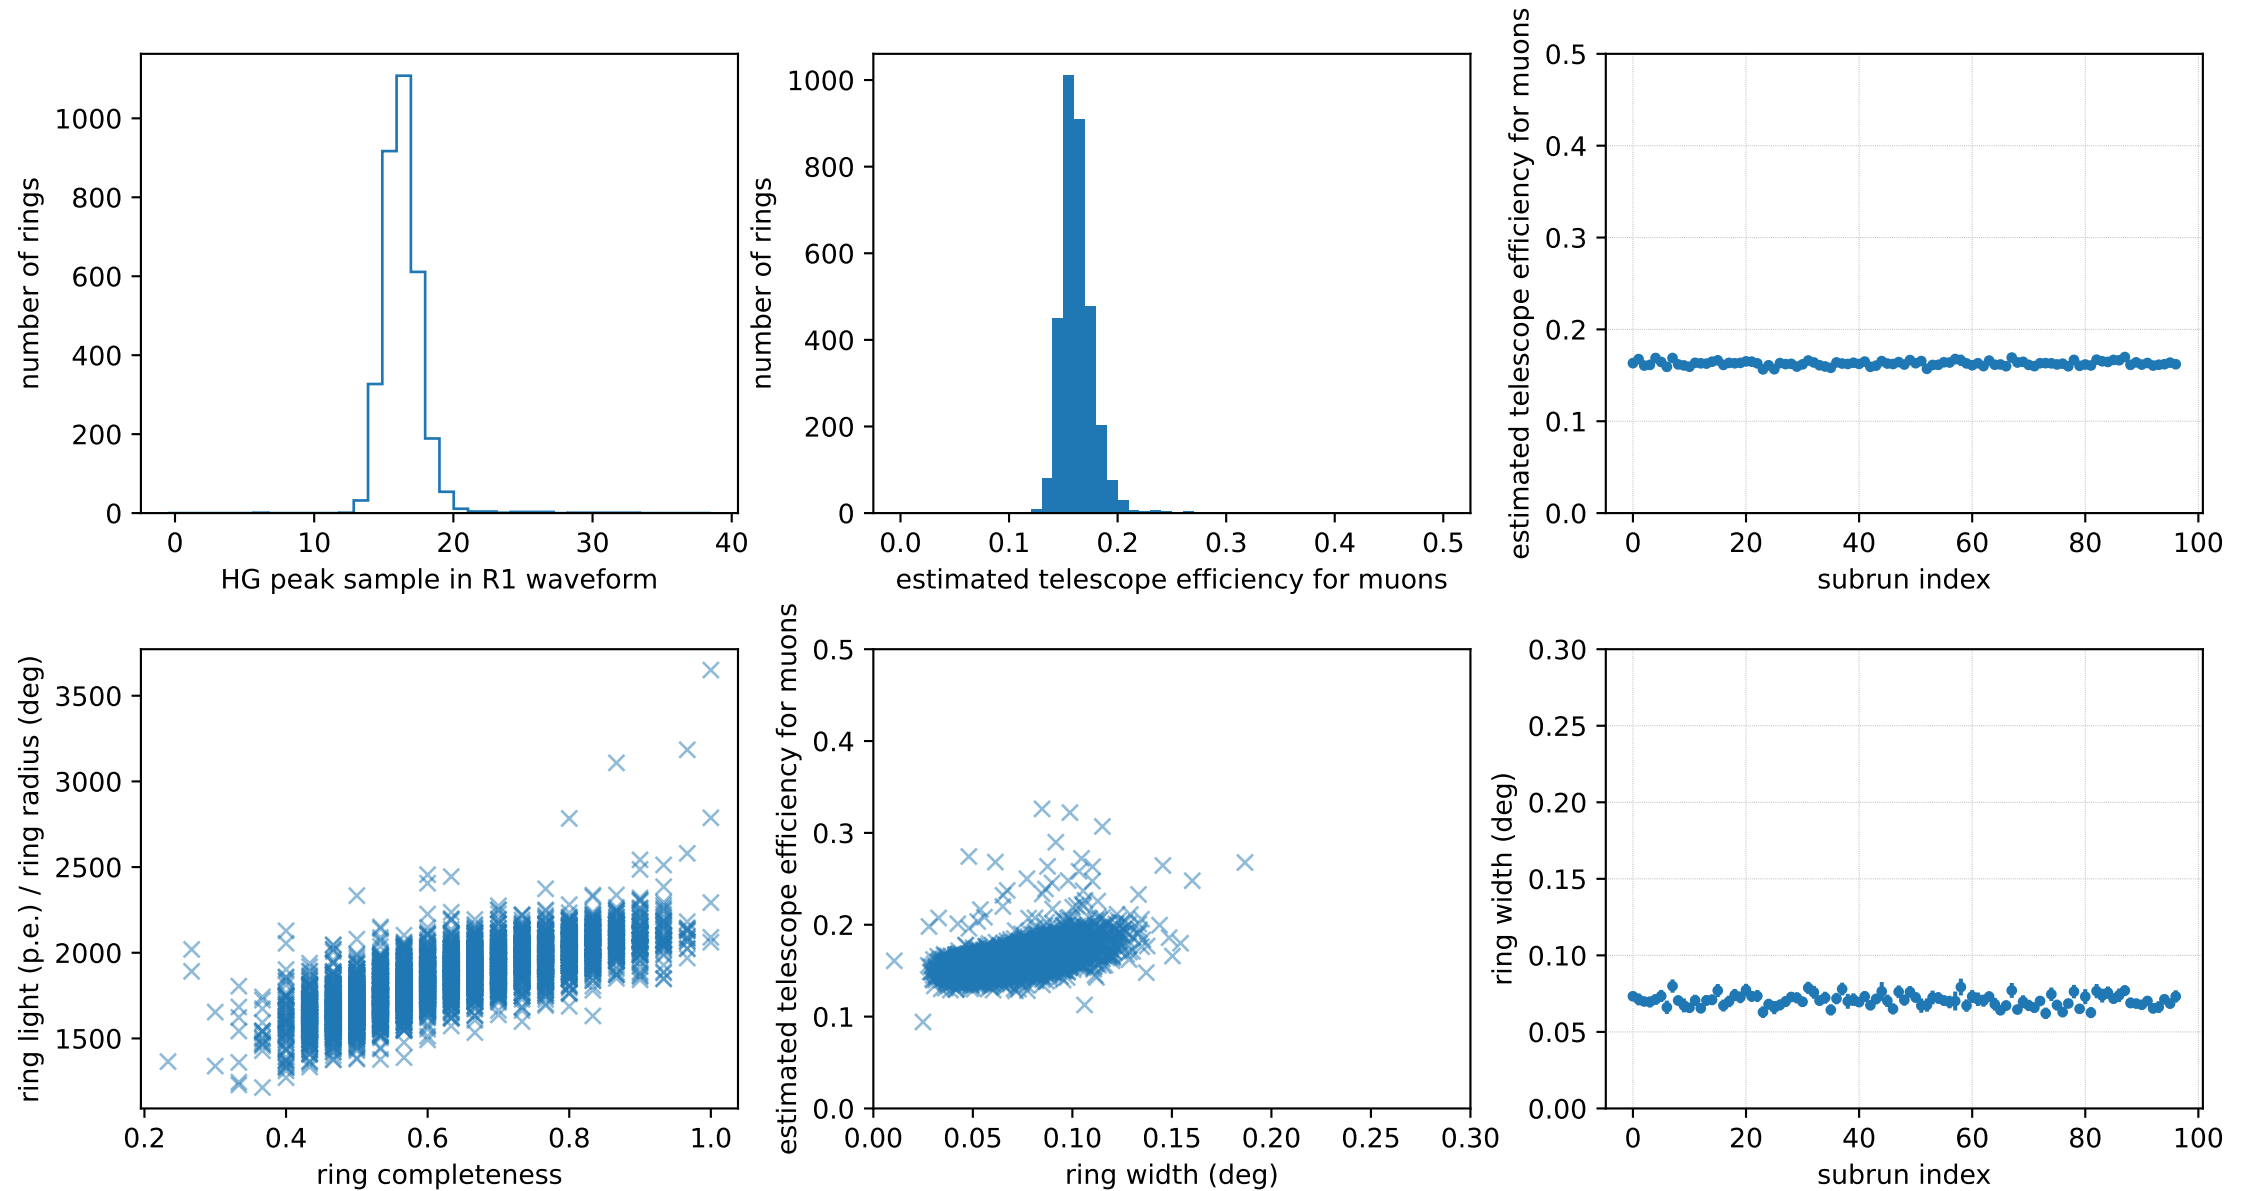 1000
800
600
400
200
0
number of rings
0 10 20 30 40
HG peak sample in R1 waveform
1000
800
600
400
200
0
number of rings
0.0 0.1 0.2 0.3 0.4 0.5
estimated telescope efficiency for muons
0.5
0.4
0.3
0.2
0.1
0.0
estimated telescope efficiency for muons
0 20 40 60 80 100
subrun index
3500
3000
2500
2000
1500
ring light (p.e.) / ring radius (deg)
0.2 0.4 0.6 0.8 1.0
ring completeness
0.5
0.4
0.3
0.2
0.1
0.0
estimated telescope efficiency for muons
0.00 0.05 0.10 0.15 0.20 0.25 0.30
ring width (deg)
0.30
0.25
0.20
0.15
0.10
0.05
0.00
ring width (deg)
0 20 40 60 80 100
subrun index